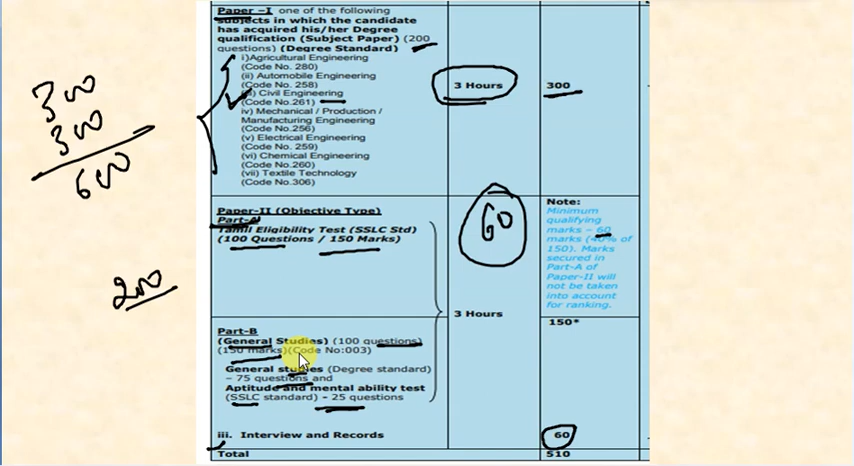 Paper –I one of the following
subjects in which the candidate
has acquired his/her Degree
qualification (Subject Paper) (200
questions) (Degree Standard)
i)Agricultural Engineering
(Code No. 280)
(ii) Automobile Engineering
(Code No. 258)
(iii) Civil Engineering
(Code No.261)
iv) Mechanical / Production /
Manufacturing Engineering
(Code No.256)
(v) Electrical Engineering
(Code No. 259)
(vi) Chemical Engineering
(Code No.260)
(vii) Textile Technology
(Code No.306)
3 Hours
300
300
300
600
200
Paper-II (Objective Type)
Part-A
Tamil Eligibility Test (SSLC Std)
(100 Questions / 150 Marks)
60
Note:
Minimum
qualifying
marks – 60
marks (40% of
150). Marks
secured in
Part-A of
Paper-II will
not be taken
into account
for ranking.
Part-B
(General Studies) (100 questions)
(150 marks)(Code No:003)
General studies (Degree standard)
– 75 questions and
Aptitude and mental ability test
(SSLC standard) – 25 questions
3 Hours
150*
iii. Interview and Records
60
Total
510